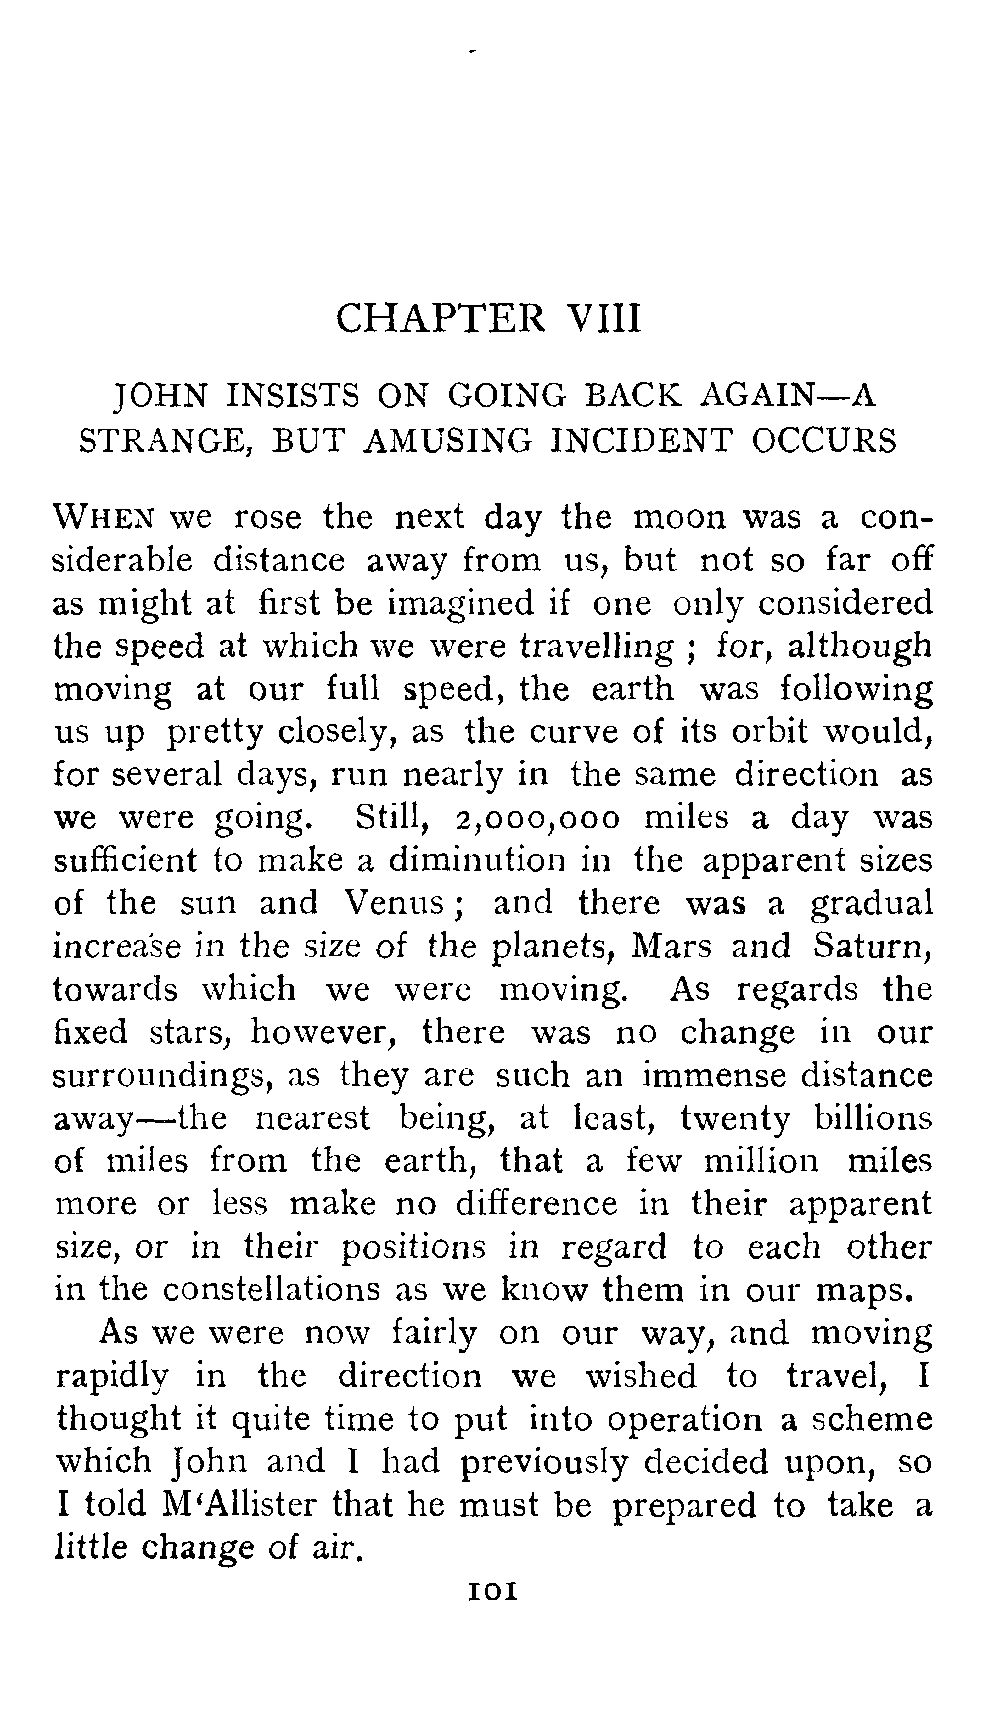 CHAPTER VIII
JOHN INSISTS ON GOING BACK AGAIN—A
STRANGE, BUT AMUSING INCIDENT OCCURS
WHEN we rose the next day the moon was a con-
siderable distance away from us, but not so far off
as might at first be imagined if one only considered
the speed at which we were travelling ; for, although
moving at our full speed, the earth was following
us up pretty closely, as the curve of its orbit would,
for several days, run nearly in the same direction as
we were going. Still, 2,000,000 miles a day was
sufficient to make a diminution in the apparent sizes
of the sun and Venus ; and there was a gradual
increase in the size of the planets, Mars and Saturn,
towards which we were moving. As regards the
fixed stars, however, there was no change in our
surroundings, as they are such an immense distance
away—the nearest being, at least, twenty billions
of miles from the earth, that a few million miles
more or less make no difference in their apparent
size, or in their positions in regard to each other
in the constellations as we know them in our maps.
As we were now fairly on our way, and moving
rapidly in the direction we wished to travel, I
thought it quite time to put into operation a scheme
which John and I had previously decided upon, so
I told M‘Allister that he must be prepared to take a
little change of air.
101